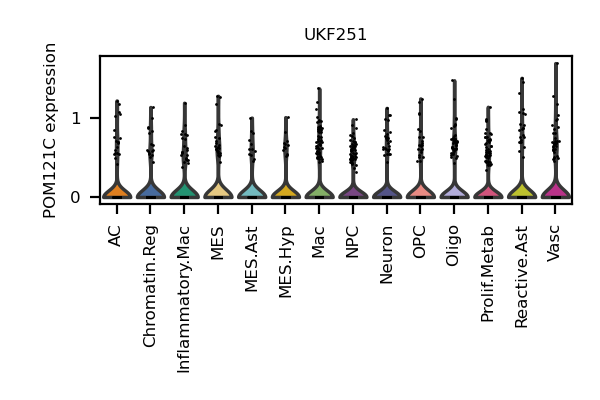 UKF251
POM121C expression
1
0
AC
Chromatin.Reg
Inflammatory.Mac
MES
MES.Ast
MES.Hyp
Mac
NPC
Neuron
OPC
Oligo
Prolif.Metab
Reactive.Ast
Vasc